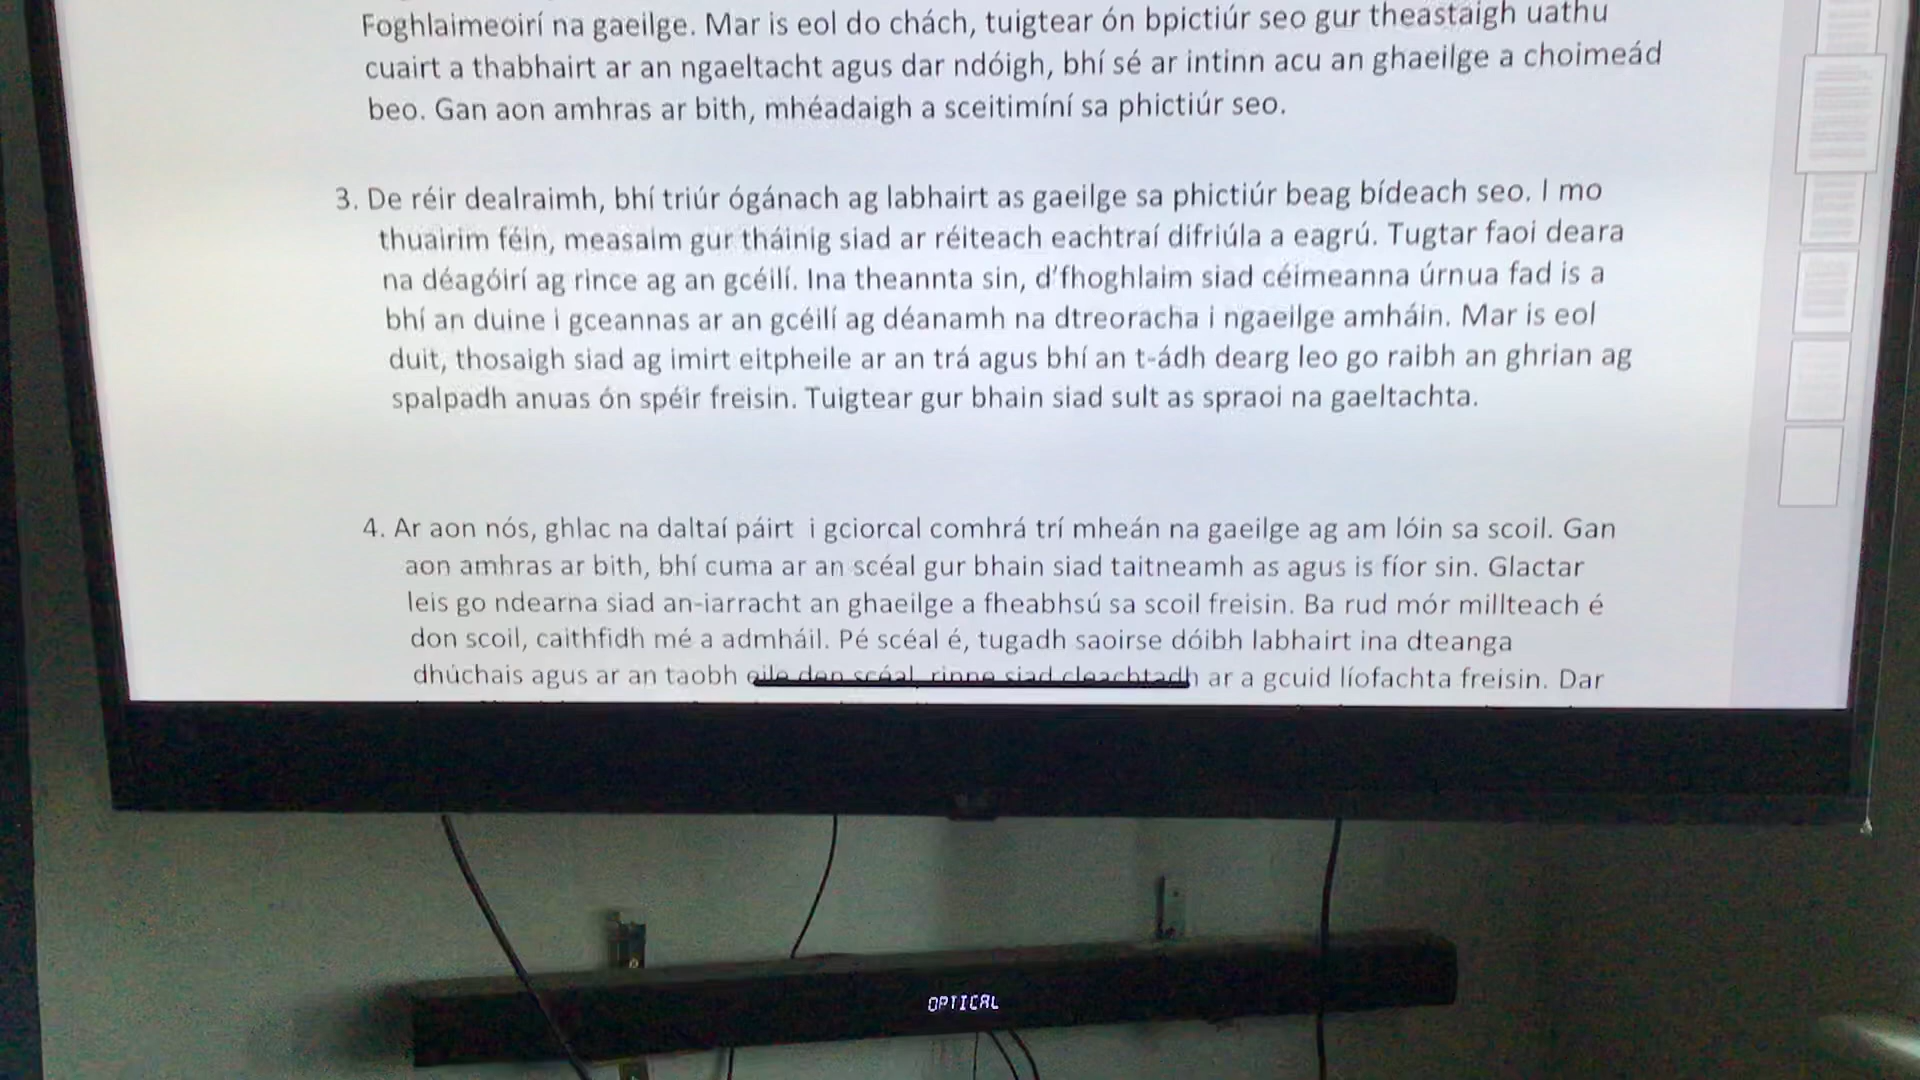 Foghlaimeoirí na gaeilge. Mar is eol do chách, tuigtear ón bpictiúr seo gur theastaigh uathu
cuairt a thabhairt ar an ngaeltacht agus dar ndóigh, bhí sé ar intinn acu an ghaeilge a choimeád
beo. Gan aon amhras ar bith, mhéadaigh a sceitimíní sa phictiúr seo.
3. De réir dealraimh, bhí triúr ógánach ag labhairt as gaeilge sa phictiúr beag bídeach seo. I mo
thuairim féin, measaim gur tháinig siad ar réiteach eachtraí difriúla a eagrú. Tugtar faoi deara
na déagóirí ag rince ag an gcéilí. Ina theannta sin, d'fhoghlaim siad céimeanna úrnua fad is a
bhí an duine i gceannas ar an gcéilí ag déanamh na dtreoracha i ngaeilge amháin. Mar is eol
duit, thosaigh siad ag imirt eitpheile ar an trá agus bhí an t-ádh dearg leo go raibh an ghrian ag
spalpadh anuas ón spéir freisin. Tuigtear gur bhain siad sult as spraoi na gaeltachta.
4. Ar aon nós, ghlac na daltaí páirt i gciorcal comhrá trí mheán na gaeilge ag am lóin sa scoil. Gan
aon amhras ar bith, bhí cuma ar an scéal gur bhain siad taitneamh as agus is fíor sin. Glactar
leis go ndearna siad an-iarracht an ghaeilge a fheabhsú sa scoil freisin. Ba rud mór millteach é
don scoil, caithfidh mé a admháil. Pé scéal é, tugadh saoirse dóibh labhairt ina dteanga
dhúchais agus ar an taobh eile den scéal, rinne siad cleachtadh ar a gcuid líofachta freisin. Dar
OPTICAL